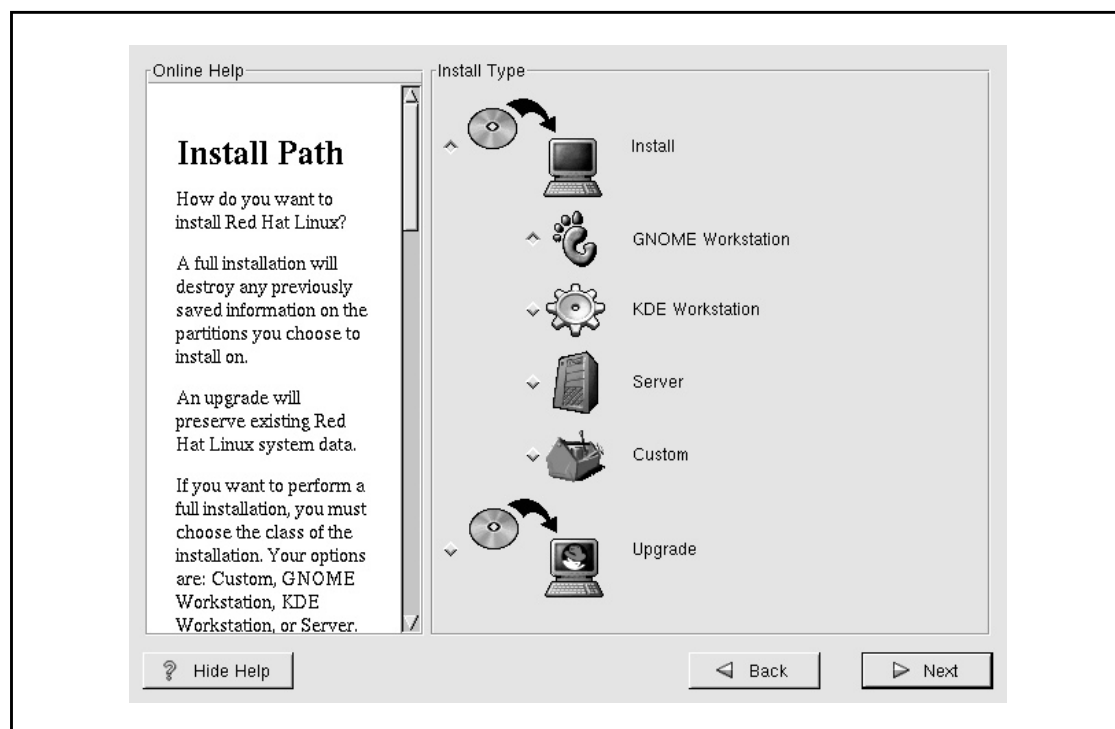 Online Help
Install Path
How do you want to
install Red Hat Linux?
A full installation will
destroy any previously
saved information on the
partitions you choose to
install on.
An upgrade will
preserve existing Red
Hat Linux system data.
If you want to perform a
full installation, you must
choose the class of the
installation. Your options
are: Custom, GNOME
Workstation, KDE
Workstation, or Server.
Install Type
Install
GNOME Workstation
KDE Workstation
Server
Custom
Upgrade
? Hide Help
Back
Next